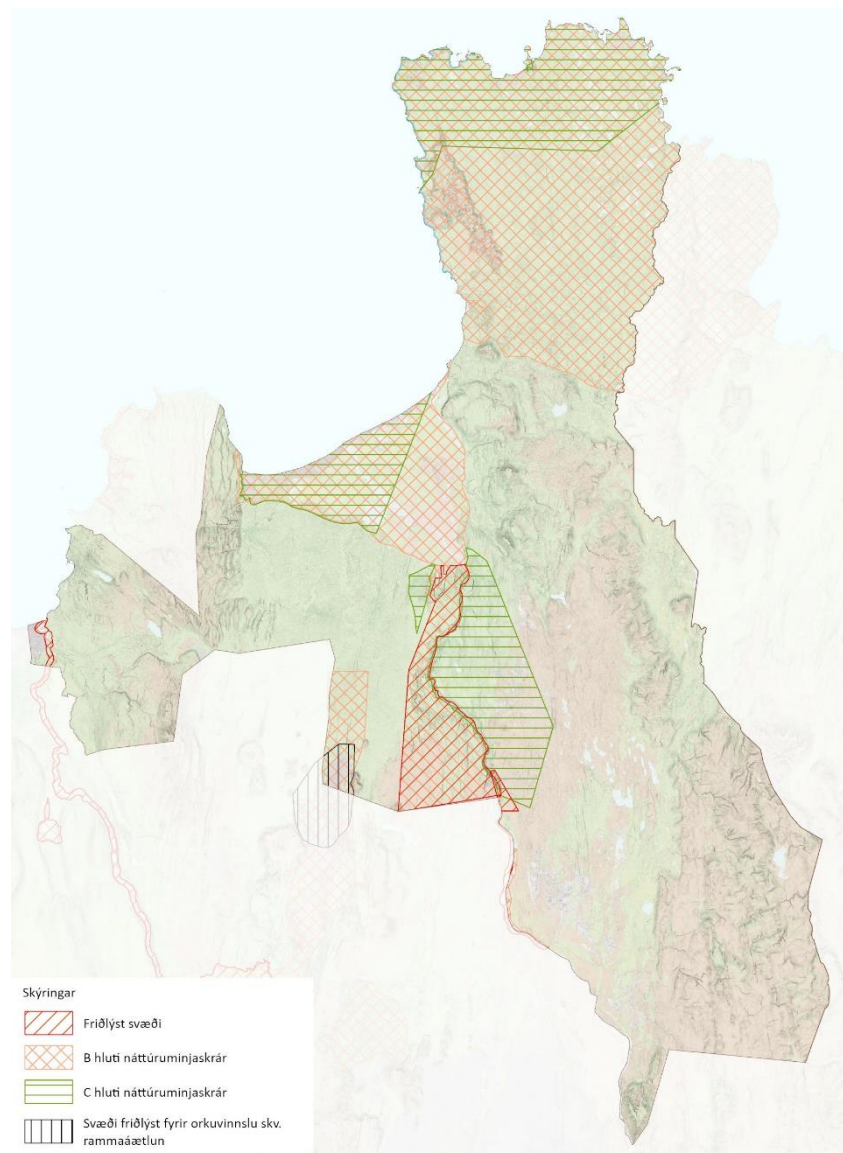 Skýringar
Friðlýst svæði
B hluti náttúruminjaskrár
C hluti náttúruminjaskrár
Svæði friðlýst fyrir orkuvinnslu skv.
rammaáætlun